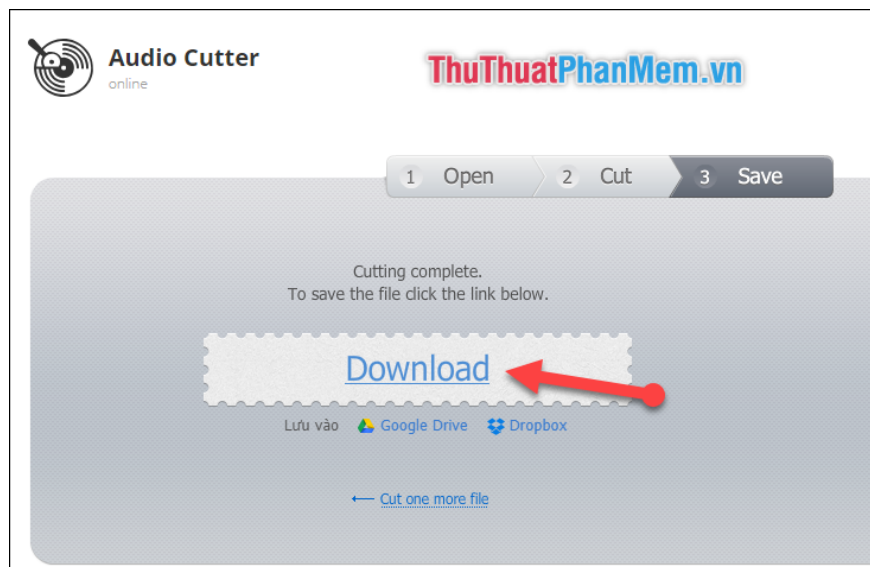 Audio Cutter
online
ThuThuatPhanMem.vn
1 Open 2 Cut 3 Save
Cutting complete.
To save the file click the link below.
Download
Lưu vào Google Drive Dropbox
← Cut one more file